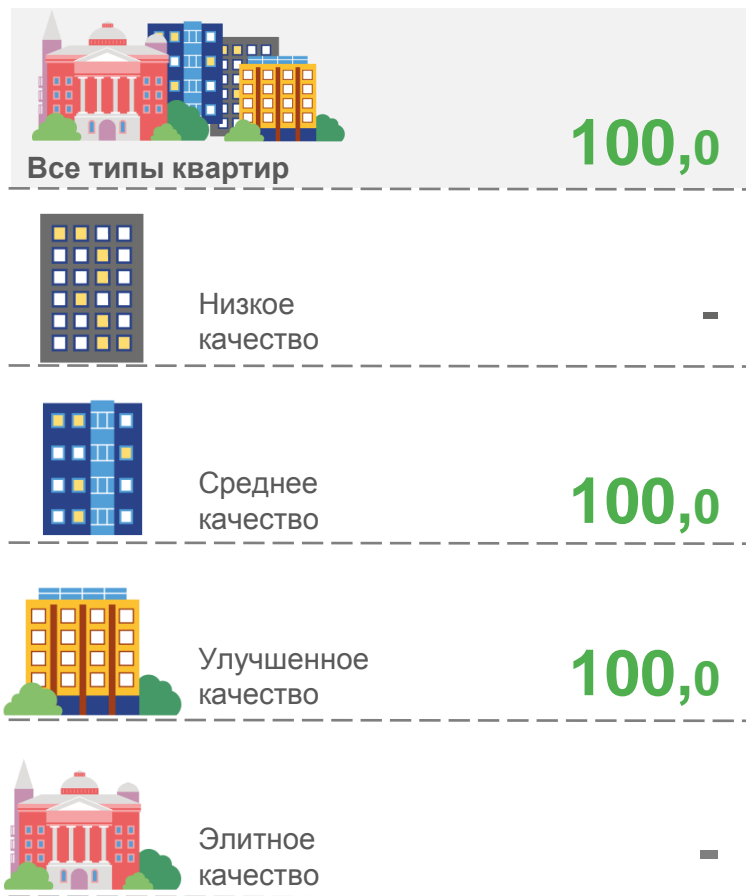 Все типы квартир
100,0
Низкое
качество
-
Среднее
качество
100,0
Улучшенное
качество
100,0
Элитное
качество
-